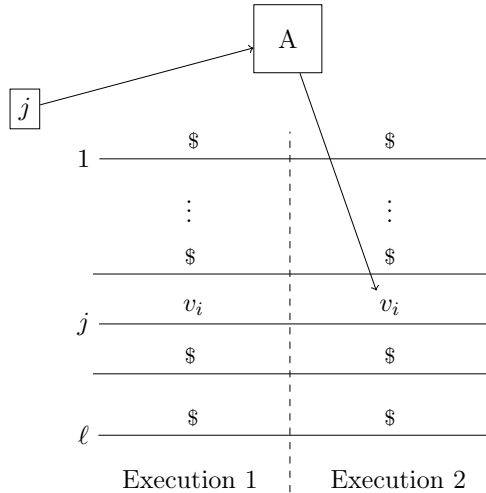 A
j
$ $
1
⋮ ⋮
$ $
v_i v_i
j
$ $
$ $
ℓ
Execution 1 Execution 2